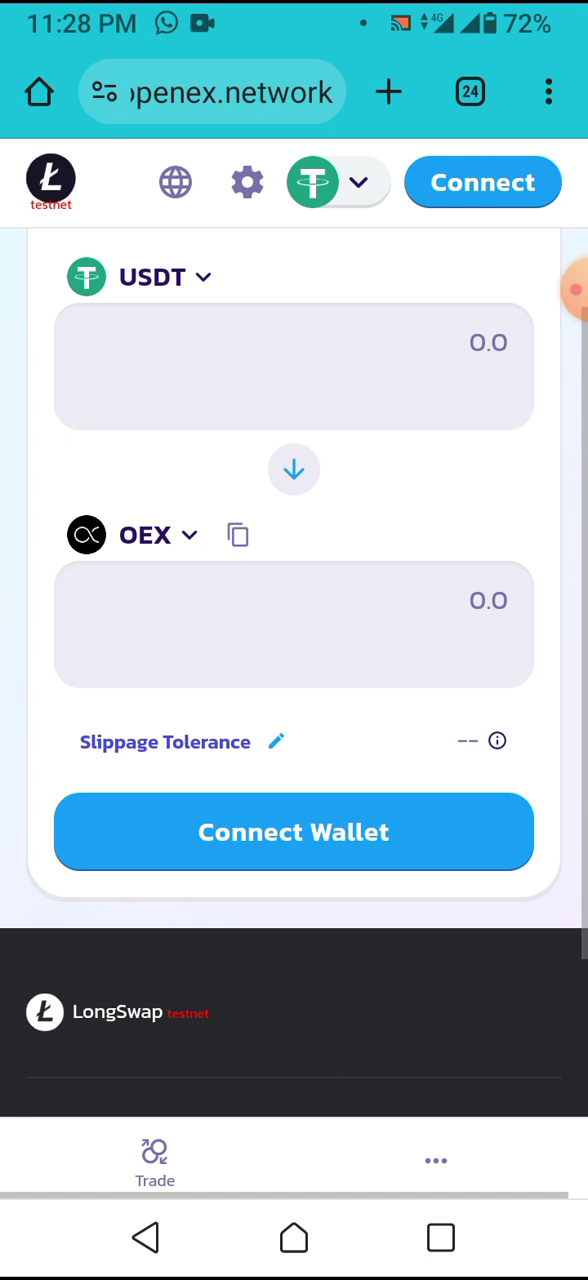 11:28 PM 4G 72%
openex.network 24
testnet Connect
USDT
0.0
OEX
0.0
Slippage Tolerance --
Connect Wallet
LongSwap testnet
Trade